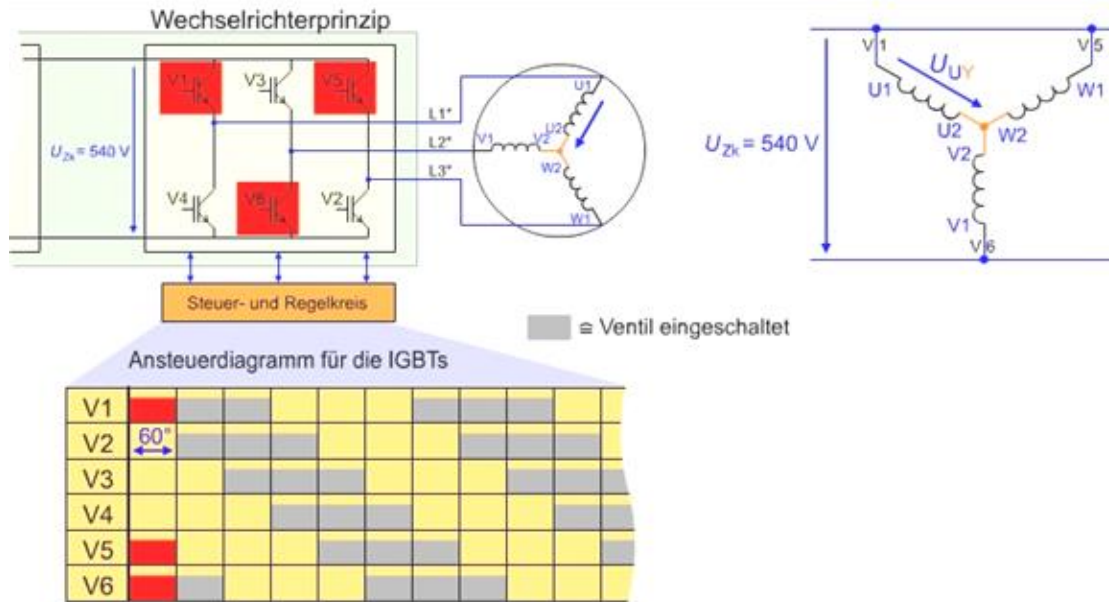 Wechselrichterprinzip
V1
V3
V5
U_Zk = 540 V
V4
V6
V2
L1*
L2*
L3*
U1
U2
V1
V2
W2
W1
Steuer- und Regelkreis
V1
V5
U_UY
U1
W1
U2
W2
U_Zk = 540 V
V2
V1
V6
≙ Ventil eingeschaltet
Ansteuerdiagramm für die IGBTs
V1
V2
60°
V3
V4
V5
V6